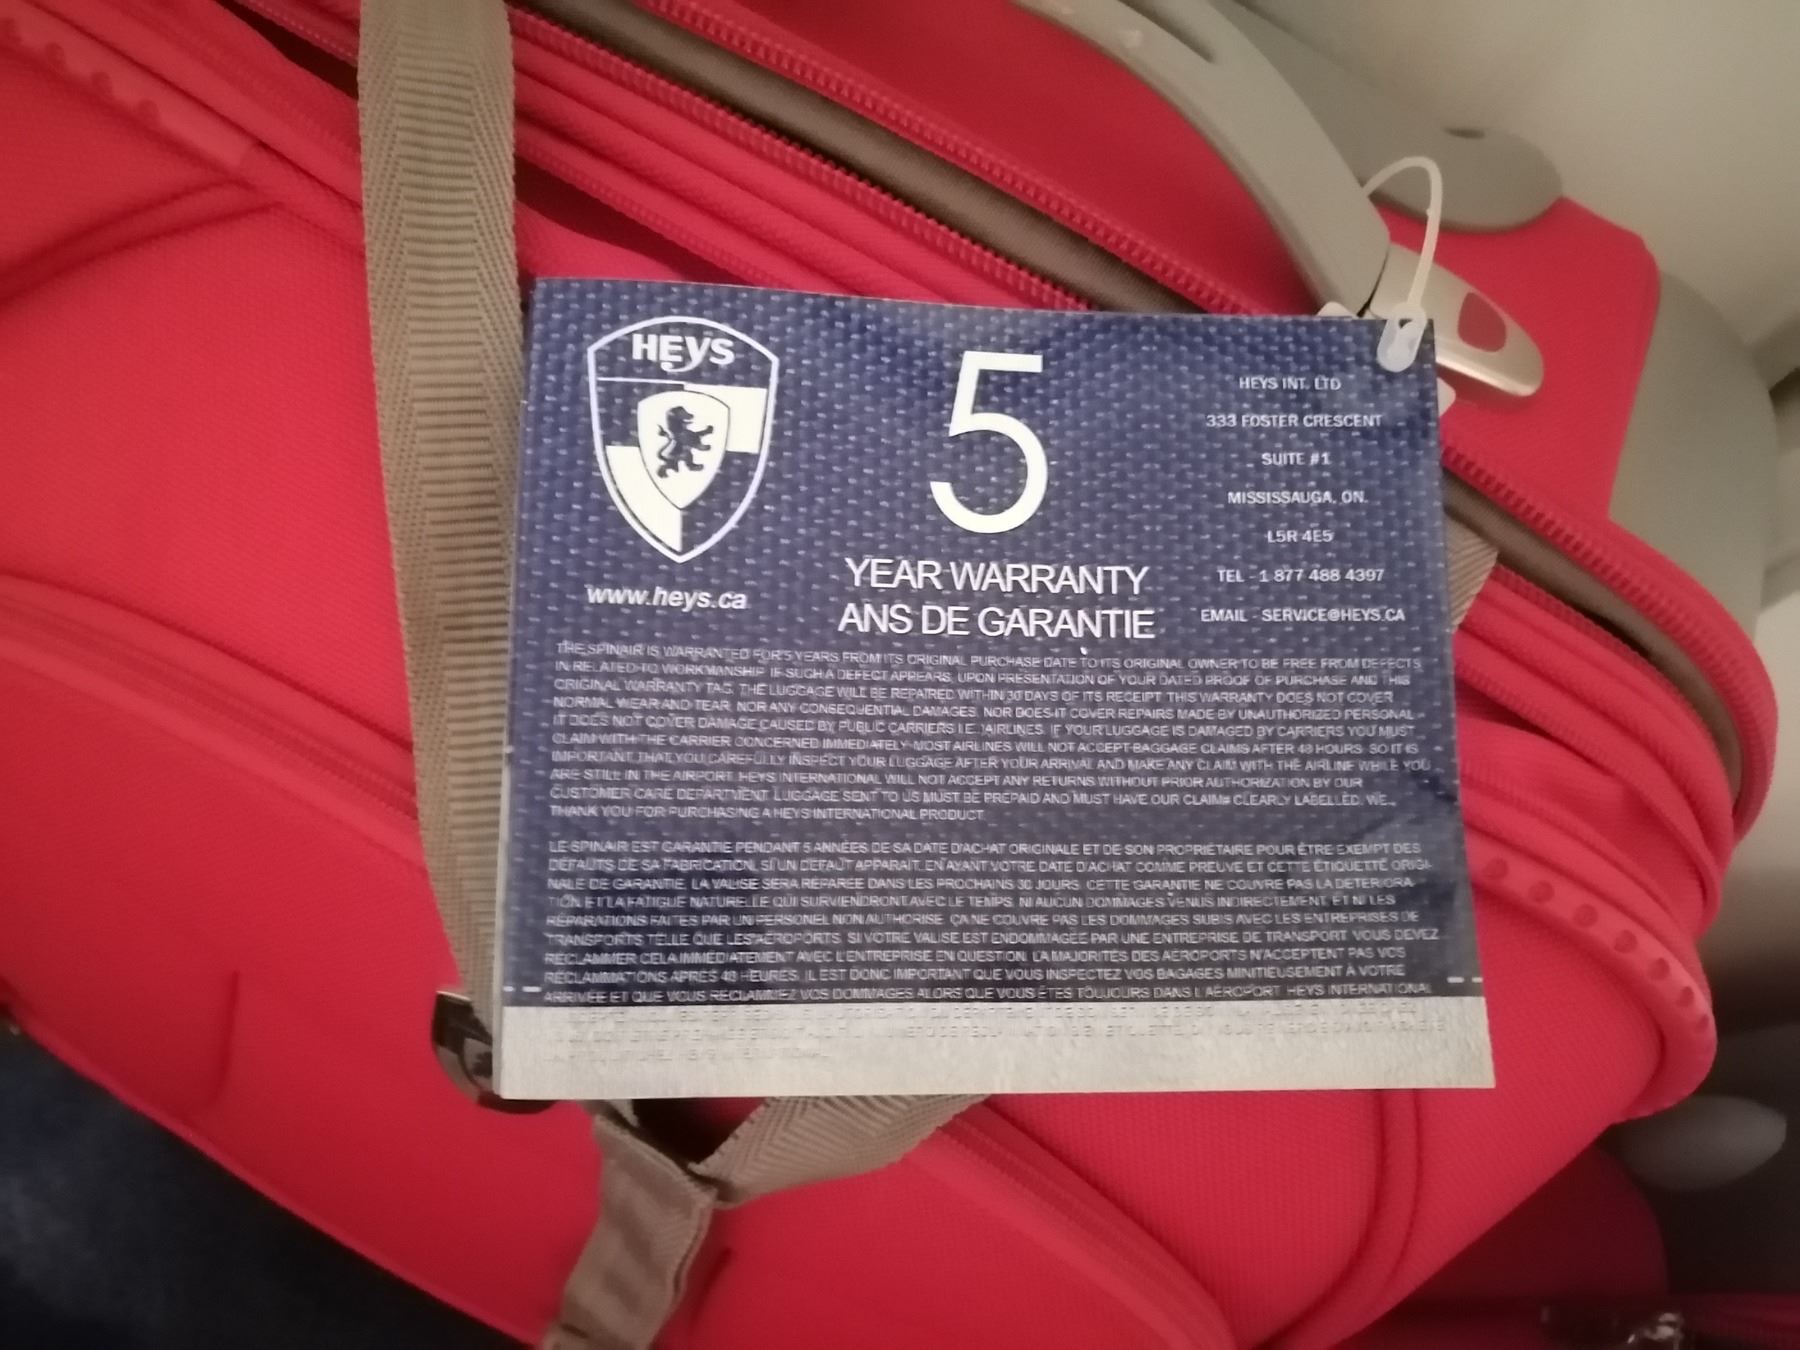 HEYS
www.heys.ca
5
YEAR WARRANTY
ANS DE GARANTIE
HEYS INT. LTD
333 FOSTER CRESCENT
SUITE #1
MISSISSAUGA, ON.
L5R 4E5
TEL - 1 877 488 4397
EMAIL - SERVICE@HEYS.CA
THE SPINAIR IS WARRANTED FOR 5 YEARS FROM ITS ORIGINAL PURCHASE DATE TO ITS ORIGINAL OWNER TO BE FREE FROM DEFECTS
IN RELATED TO WORKMANSHIP. IF SUCH A DEFECT APPEARS, UPON PRESENTATION OF YOUR DATED PROOF OF PURCHASE AND THIS
ORIGINAL WARRANTY TAG, THE LUGGAGE WILL BE REPAIRED WITHIN 30 DAYS OF ITS RECEIPT. THIS WARRANTY DOES NOT COVER
NORMAL WEAR AND TEAR, NOR ANY CONSEQUENTIAL DAMAGES, NOR DOES IT COVER REPAIRS MADE BY UNAUTHORIZED PERSONAL.
IT DOES NOT COVER DAMAGE CAUSED BY PUBLIC CARRIERS I.E. )AIRLINES. IF YOUR LUGGAGE IS DAMAGED BY CARRIERS YOU MUST
CLAIM WITH THE CARRIER CONCERNED IMMEDIATELY. MOST AIRLINES WILL NOT ACCEPT BAGGAGE CLAIMS AFTER 48 HOURS. SO IT IS
IMPORTANT THAT YOU CAREFULLY INSPECT YOUR LUGGAGE AFTER YOUR ARRIVAL AND MAKE ANY CLAIM WITH THE AIRLINE WHILE YOU
ARE STILL IN THE AIRPORT. HEYS INTERNATIONAL WILL NOT ACCEPT ANY RETURNS WITHOUT PRIOR AUTHORIZATION BY OUR
CUSTOMER CARE DEPARTMENT. LUGGAGE SENT TO US MUST BE PREPAID AND MUST HAVE OUR CLAIM# CLEARLY LABELLED. WE
THANK YOU FOR PURCHASING A HEYS INTERNATIONAL PRODUCT.
LE SPINAIR EST GARANTIE PENDANT 5 ANNÉES DE SA DATE D'ACHAT ORIGINALE ET DE SON PROPRIÉTAIRE POUR ÊTRE EXEMPT DES
DÉFAUTS DE SA FABRICATION. SI UN DÉFAUT APPARAIT, EN AYANT VOTRE DATE D'ACHAT COMME PREUVE ET CETTE ÉTIQUETTE ORIGI-
NALE DE GARANTIE, LA VALISE SERA RÉPARÉE DANS LES PROCHAINS 30 JOURS. CETTE GARANTIE NE COUVRE PAS LA DÉTÉRIORA-
TION ET LA FATIGUE NATURELLE QUI SURVIENDRONT AVEC LE TEMPS, NI AUCUN DOMMAGES VENUS INDIRECTEMENT, ET NI LES
RÉPARATIONS FAITES PAR UN PERSONEL NON AUTHORISÉ. ÇA NE COUVRE PAS LES DOMMAGES SUBIS AVEC LES ENTREPRISES DE
TRANSPORTS TELLE QUE LES AÉROPORTS. SI VOTRE VALISE EST ENDOMMAGÉE PAR UNE ENTREPRISE DE TRANSPORT, VOUS DEVEZ
RÉCLAMMER CELA IMMÉDIATEMENT AVEC L'ENTREPRISE EN QUESTION. LA MAJORITÉS DES AÉROPORTS N'ACCEPTENT PAS VOS
RÉCLAMMATIONS APRÈS 48 HEURES. IL EST DONC IMPORTANT QUE VOUS INSPECTEZ VOS BAGAGES MINITIEUSEMENT À VOTRE
ARRIVÉE ET QUE VOUS RÉCLAMMEZ VOS DOMMAGES ALORS QUE VOUS ÊTES TOUJOURS DANS L'AÉROPORT. HEYS INTERNATIONAL